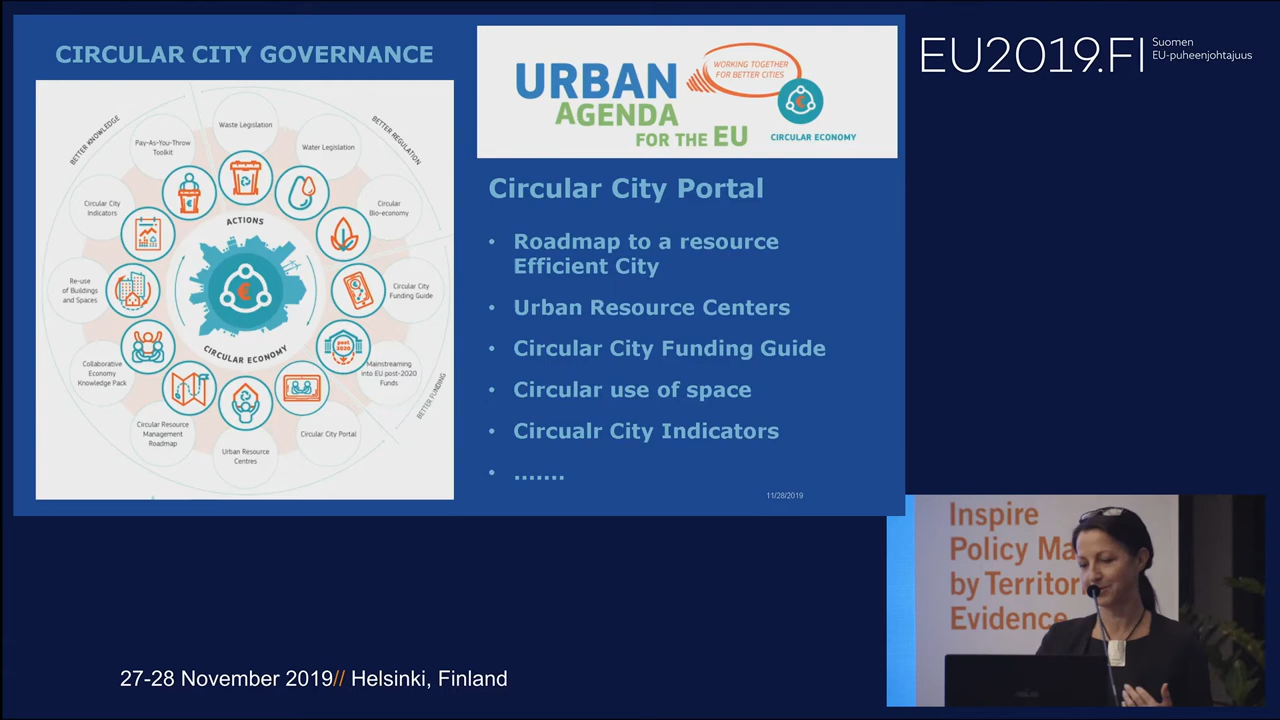 CIRCULAR CITY GOVERNANCE
BETTER KNOWLEDGE
BETTER REGULATION
BETTER FUNDING
Waste Legislation
Water Legislation
Circular
Bio-economy
Circular City
Funding Guide
Mainstreaming
into EU post-2020
Funds
Circular City Portal
Urban Resource
Centres
Circular Resource
Management
Roadmap
Collaborative
Economy
Knowledge Pack
Re-use
of Buildings
and Spaces
Circular City
Indicators
Pay-As-You-Throw
Toolkit
ACTIONS
€
CIRCULAR ECONOMY
post
2020
URBAN
AGENDA
FOR THE EU
WORKING TOGETHER
FOR BETTER CITIES
€
CIRCULAR ECONOMY
Circular City Portal
• Roadmap to a resource
Efficient City
• Urban Resource Centers
• Circular City Funding Guide
• Circular use of space
• Circualr City Indicators
• .......
11/28/2019
EU2019.FI
Suomen
EU-puheenjohtajuus
Inspire
Policy Ma
by Territori
Evidence
27-28 November 2019// Helsinki, Finland